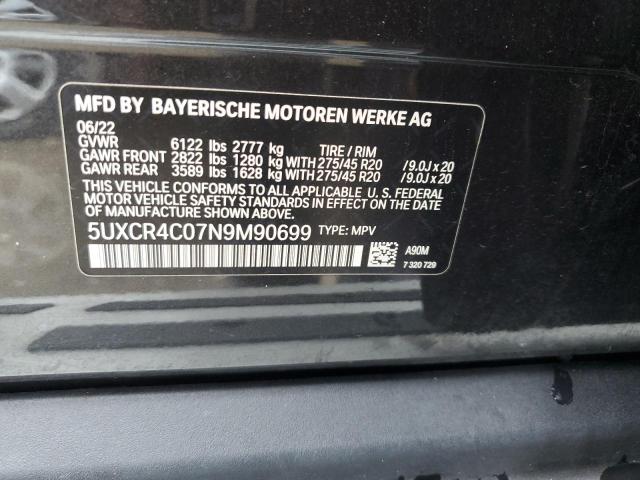 MFD BY BAYERISCHE MOTOREN WERKE AG
06/22
GVWR 6122 lbs 2777 kg TIRE / RIM
GAWR FRONT 2822 lbs 1280 kg WITH 275/45 R20 /9.0J x 20
GAWR REAR 3589 lbs 1628 kg WITH 275/45 R20 /9.0J x 20
THIS VEHICLE CONFORMS TO ALL APPLICABLE U. S. FEDERAL
MOTOR VEHICLE SAFETY STANDARDS IN EFFECT ON THE DATE
OF MANUFACTURE SHOWN ABOVE.
5UXCR4C07N9M90699 TYPE: MPV
A90M
7 320 729